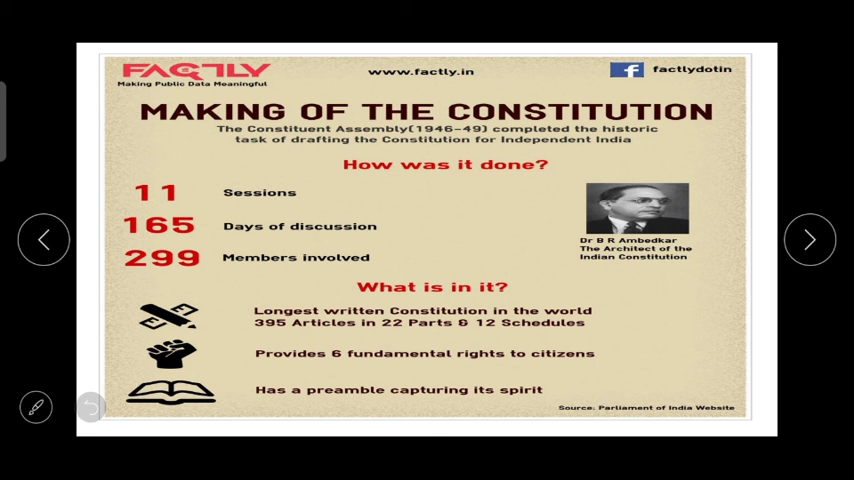 FACTLY
Making Public Data Meaningful
www.factly.in
f factlydotin
MAKING OF THE CONSTITUTION
The Constituent Assembly(1946-49) completed the historic
task of drafting the Constitution for Independent India
How was it done?
11 Sessions
165 Days of discussion
299 Members involved
Dr B R Ambedkar
The Architect of the
Indian Constitution
What is in it?
Longest written Constitution in the world
395 Articles in 22 Parts & 12 Schedules
Provides 6 fundamental rights to citizens
Has a preamble capturing its spirit
Source: Parliament of India Website